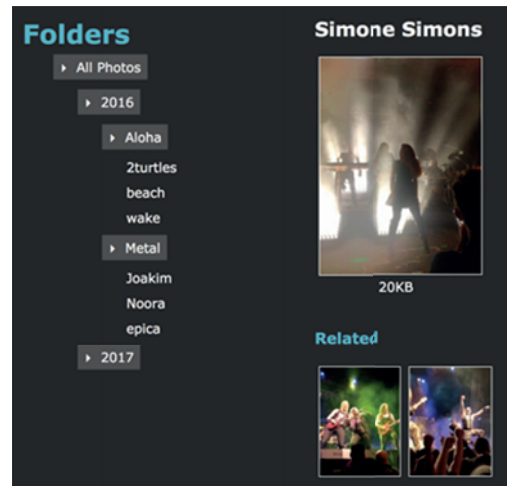 Folders
All Photos
2016
Aloha
2turtles
beach
wake
Metal
Joakim
Noora
epica
2017
Simone Simons
20KB
Related